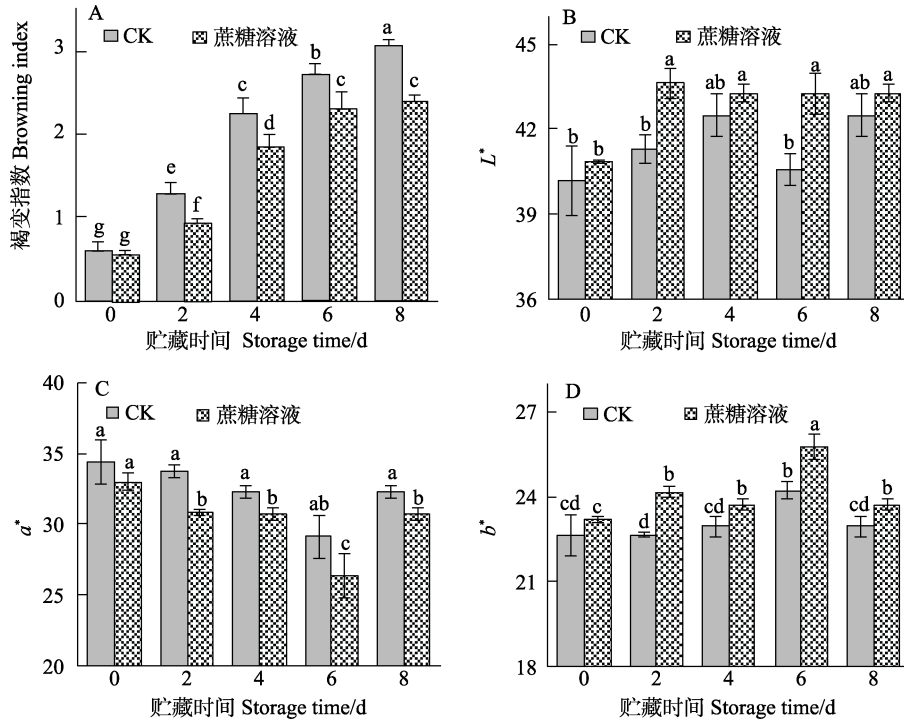 A
CK 蔗糖溶液
褐变指数 Browning index
3
2
1
0
g g e f c d b c a c
0 2 4 6 8
贮藏时间 Storage time/d
B
CK 蔗糖溶液
L*
45
42
39
36
b b b a ab a b a ab a
0 2 4 6 8
贮藏时间 Storage time/d
C
CK 蔗糖溶液
a*
40
35
30
25
20
a a a b a b ab c a b
0 2 4 6 8
贮藏时间 Storage time/d
D
CK 蔗糖溶液
b*
27
24
21
18
cd c d b cd b b a cd b
0 2 4 6 8
贮藏时间 Storage time/d